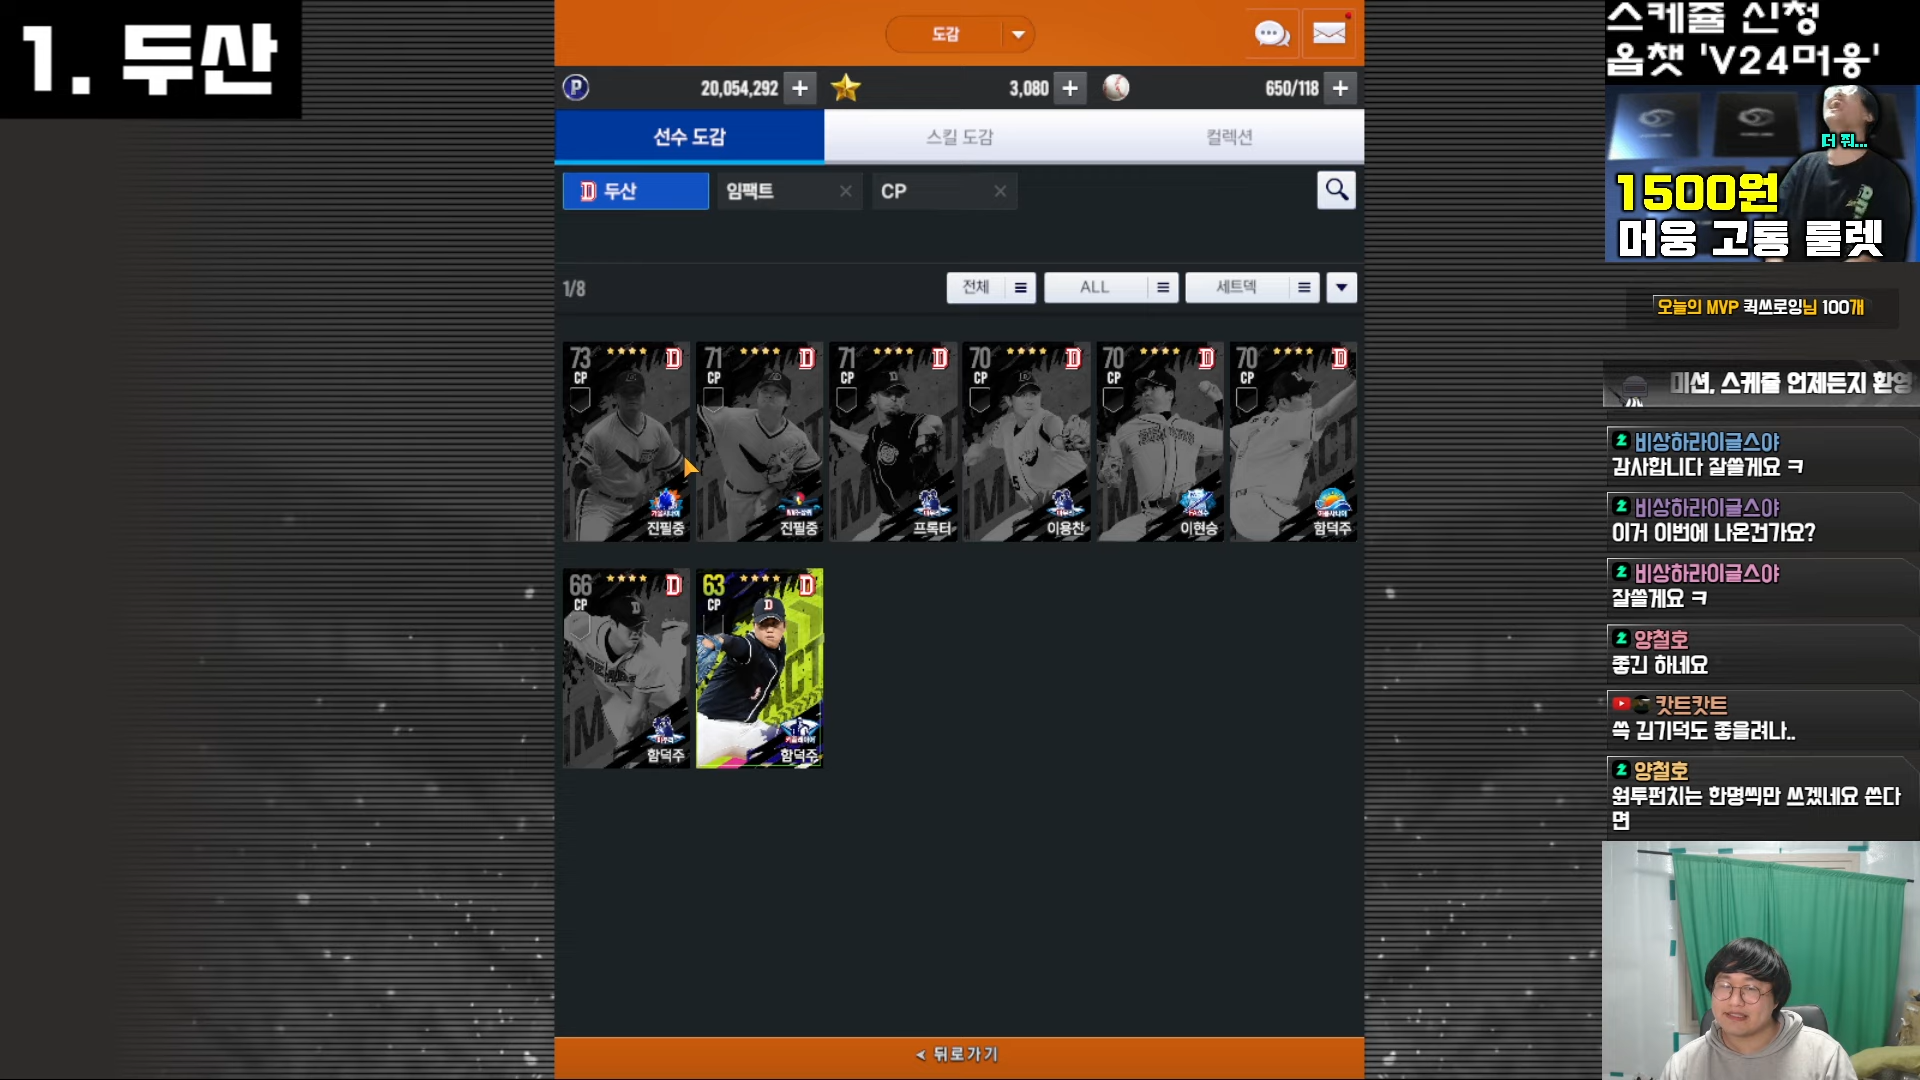 1. 두산
도감
20,054,292
3,080
650/118
선수 도감
스킬 도감
컬렉션
D 두산
임팩트
CP
1/8
전체
ALL
세트덱
73 CP 진필중
71 CP 진필중
71 CP 프록터
70 CP 이용찬
70 CP 이현승
70 CP 함덕주
66 CP 함덕주
63 CP 함덕주
뒤로가기
스케쥴 신청
옵챗 'V24머웅'
더 줘...
1500원
머웅 고통 룰렛
오늘의 MVP 퀵쓰로잉님 100개
미션, 스케쥴 언제든지 환영
비상하라이글스야
감사합니다 잘쓸게요 ㅋ
비상하라이글스야
이거 이번에 나온건가요?
비상하라이글스야
잘쓸게요 ㅋ
양철호
좋긴 하네요
캇트캇트
쓱 김기덕도 좋을려나..
양철호
원투펀치는 한명씩만 쓰겠네요 쓴다
면